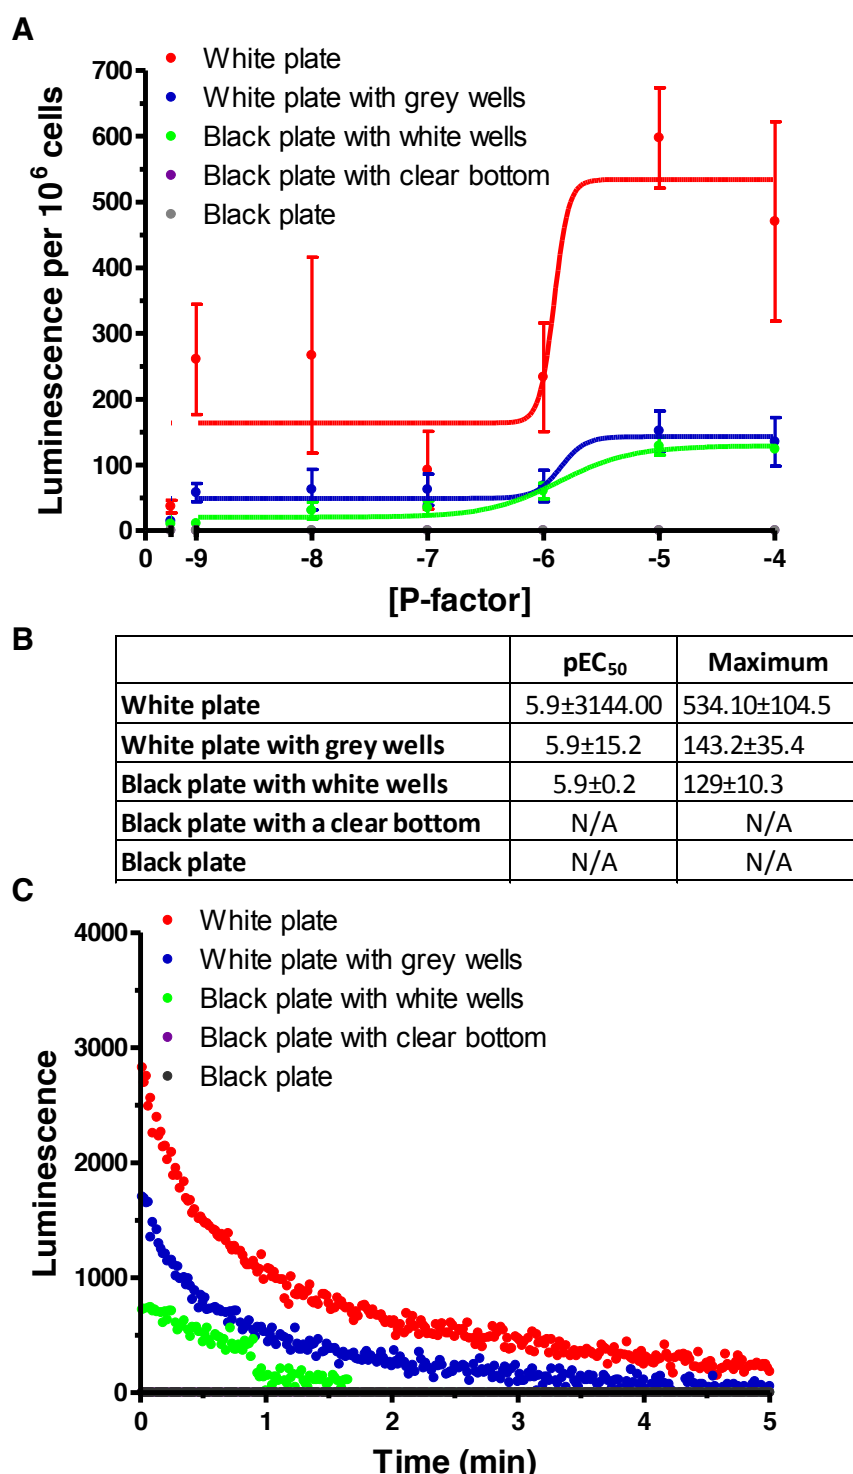 A
White plate
White plate with grey wells
Black plate with white wells
Black plate with clear bottom
Black plate
Luminescence per 10⁶ cells
700
600
500
400
300
200
100
0
0 -9 -8 -7 -6 -5 -4
[P-factor]
B
pEC₅₀ Maximum
White plate 5.9±3144.00 534.10±104.5
White plate with grey wells 5.9±15.2 143.2±35.4
Black plate with white wells 5.9±0.2 129±10.3
Black plate with a clear bottom N/A N/A
Black plate N/A N/A
C
White plate
White plate with grey wells
Black plate with white wells
Black plate with clear bottom
Black plate
Luminescence
4000
3000
2000
1000
0
0 1 2 3 4 5
Time (min)